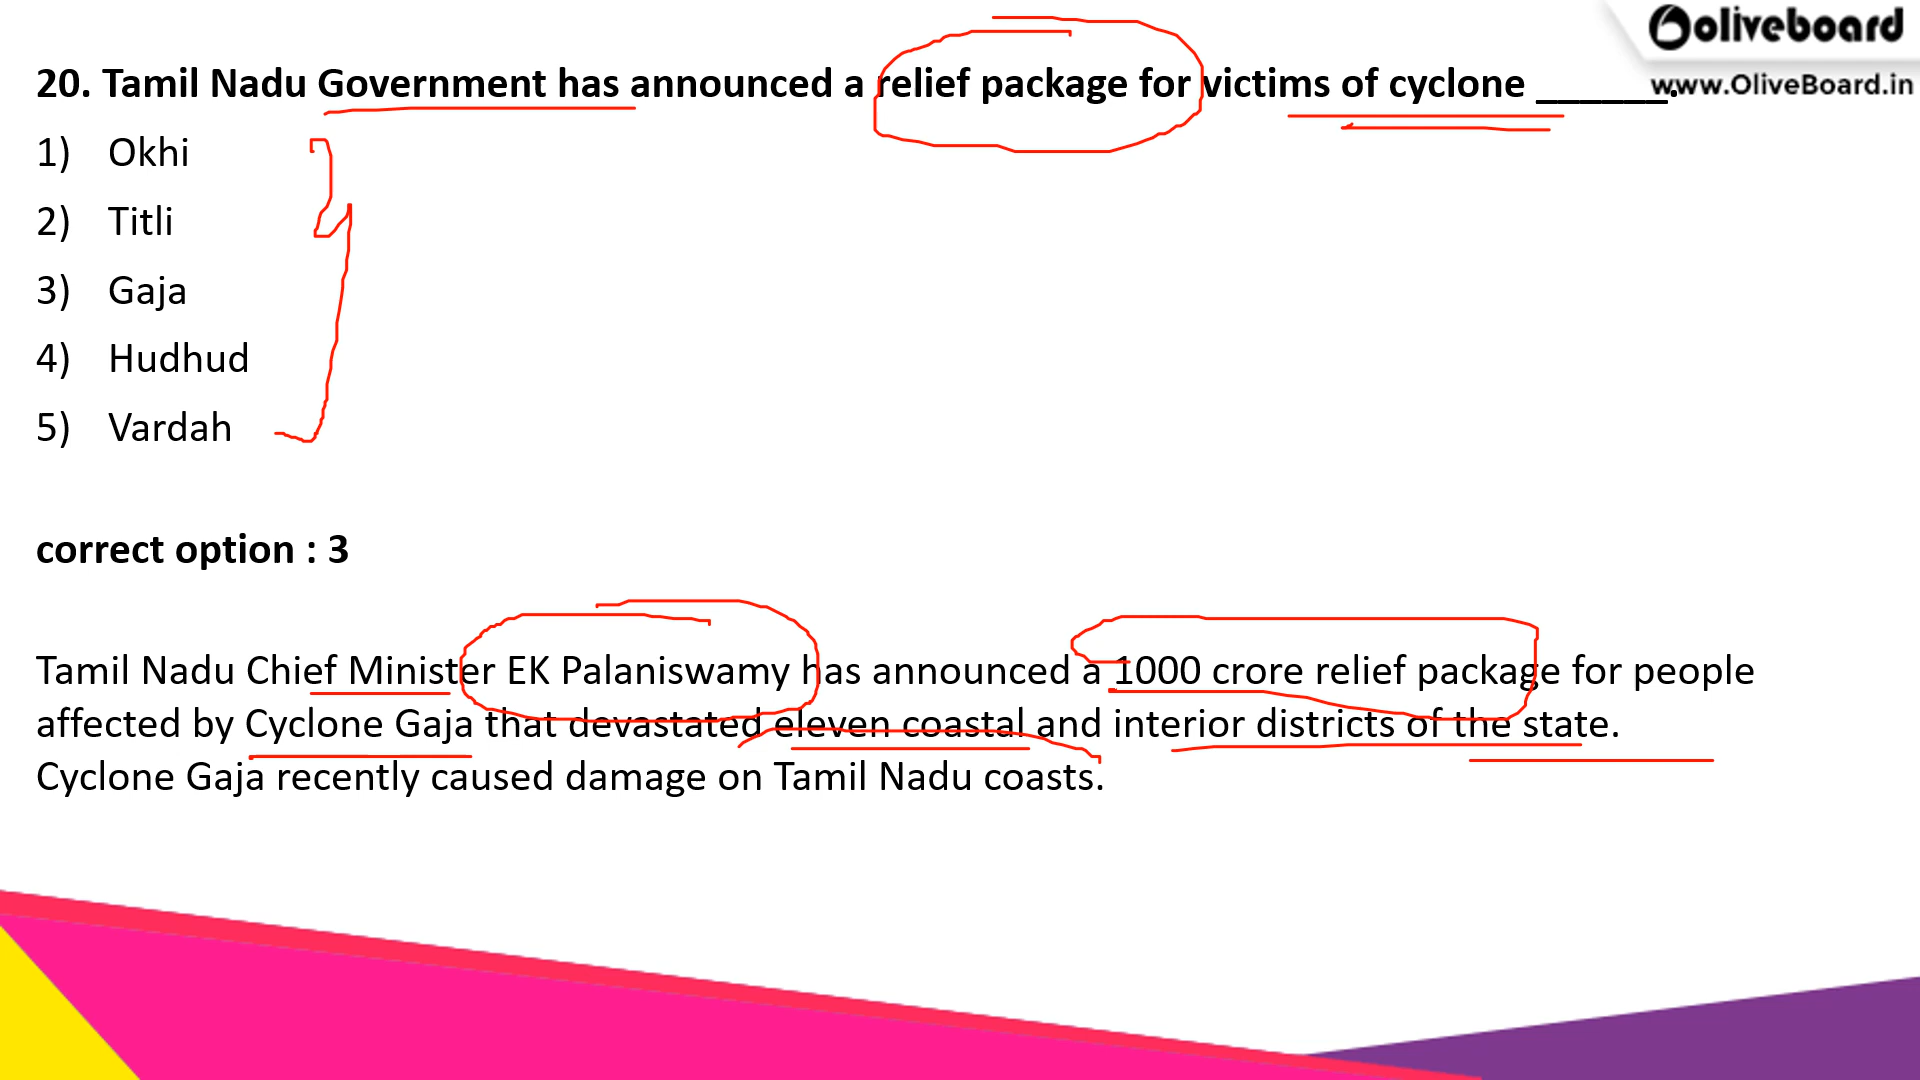 oliveboard
www.OliveBoard.in
20. Tamil Nadu Government has announced a relief package for victims of cyclone ______.
1) Okhi
2) Titli
3) Gaja
4) Hudhud
5) Vardah
correct option : 3
Tamil Nadu Chief Minister EK Palaniswamy has announced a 1000 crore relief package for people
affected by Cyclone Gaja that devastated eleven coastal and interior districts of the state.
Cyclone Gaja recently caused damage on Tamil Nadu coasts.